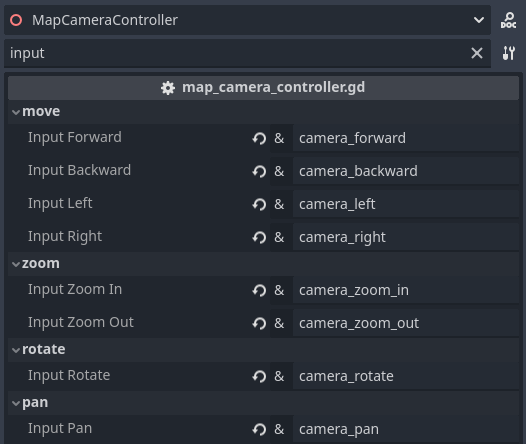 MapCameraController
DOC
input
map_camera_controller.gd
move
Input Forward & camera_forward
Input Backward & camera_backward
Input Left & camera_left
Input Right & camera_right
zoom
Input Zoom In & camera_zoom_in
Input Zoom Out & camera_zoom_out
rotate
Input Rotate & camera_rotate
pan
Input Pan & camera_pan